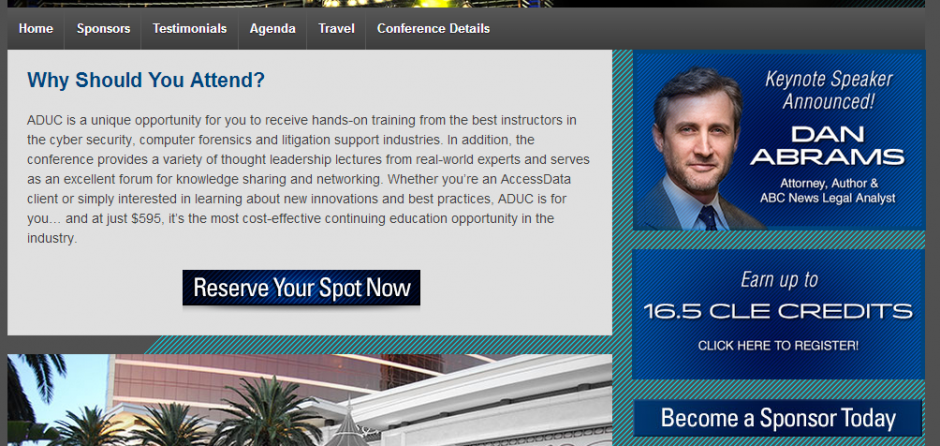 Home
Sponsors
Testimonials
Agenda
Travel
Conference Details
Why Should You Attend?
ADUC is a unique opportunity for you to receive hands-on training from the best instructors in
the cyber security, computer forensics and litigation support industries. In addition, the
conference provides a variety of thought leadership lectures from real-world experts and serves
as an excellent forum for knowledge sharing and networking. Whether you're an AccessData
client or simply interested in learning about new innovations and best practices, ADUC is for
you… and at just $595, it's the most cost-effective continuing education opportunity in the
industry.
Reserve Your Spot Now
Keynote Speaker
Announced!
DAN
ABRAMS
Attorney, Author &
ABC News Legal Analyst
Earn up to
16.5 CLE CREDITS
CLICK HERE TO REGISTER!
Become a Sponsor Today